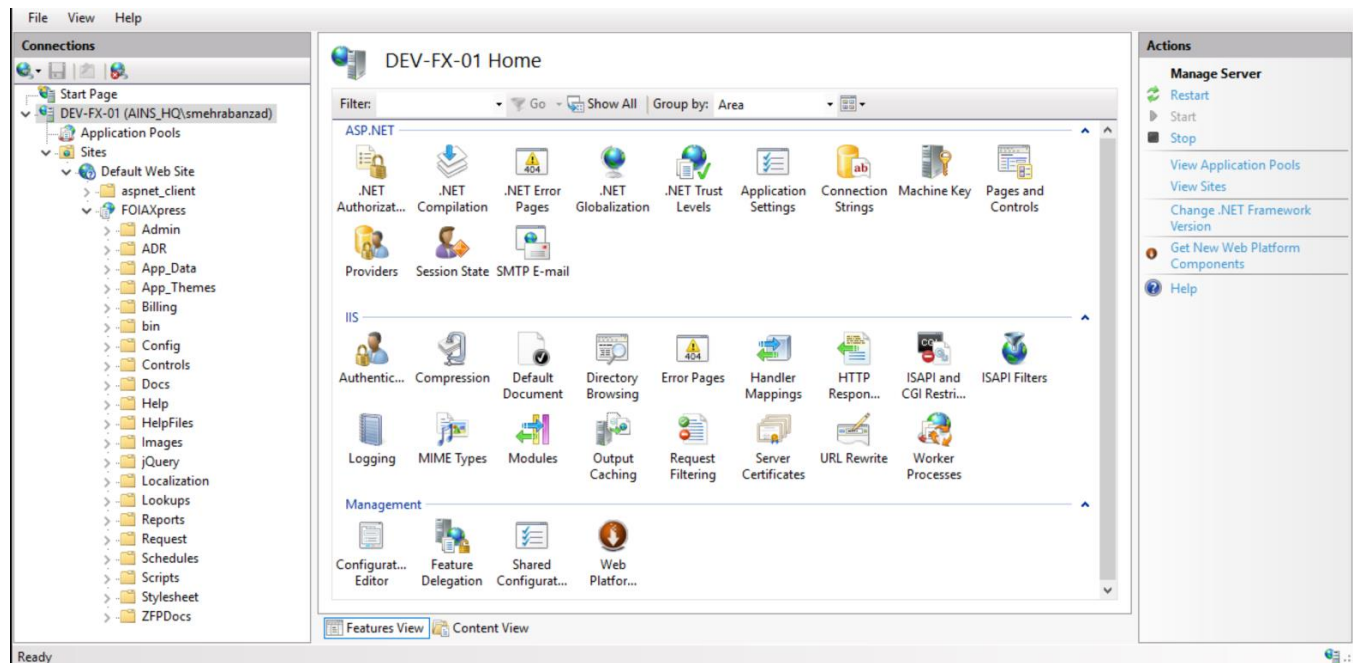 File View Help
Connections
Start Page
DEV-FX-01 (AINS_HQ\smehrabanzad)
Application Pools
Sites
Default Web Site
aspnet_client
FOIAXpress
Admin
ADR
App_Data
App_Themes
Billing
bin
Config
Controls
Docs
Help
HelpFiles
Images
jQuery
Localization
Lookups
Reports
Request
Schedules
Scripts
Stylesheet
ZFPDocs
DEV-FX-01 Home
Filter: Go Show All Group by: Area
ASP.NET
.NET .NET .NET Error .NET .NET Trust Application Connection Machine Key Pages and
Authorizat... Compilation Pages Globalization Levels Settings Strings Controls
Providers Session State SMTP E-mail
IIS
Authentic... Compression Default Directory Error Pages Handler HTTP ISAPI and ISAPI Filters
Document Browsing Mappings Respon... CGI Restri...
Logging MIME Types Modules Output Request Server URL Rewrite Worker
Caching Filtering Certificates Processes
Management
Configurat... Feature Shared Web
Editor Delegation Configurat... Platfor...
Features View Content View
Actions
Manage Server
Restart
Start
Stop
View Application Pools
View Sites
Change .NET Framework
Version
Get New Web Platform
Components
Help
Ready